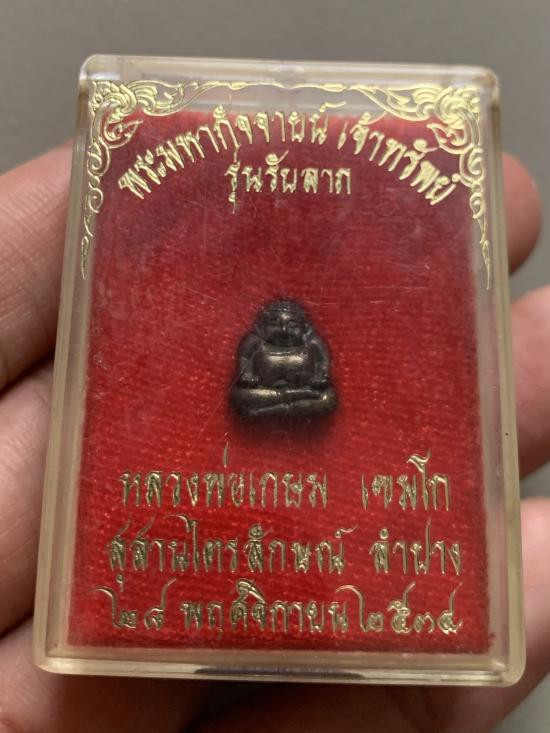 พระมหากัจจายน์ เจ้าทรัพย์
รุ่นรับลาภ
หลวงพ่อเกษม เขมโก
สุสานไตรลักษณ์ ลำปาง
๒๘ พฤศจิกายน ๒๕๓๔